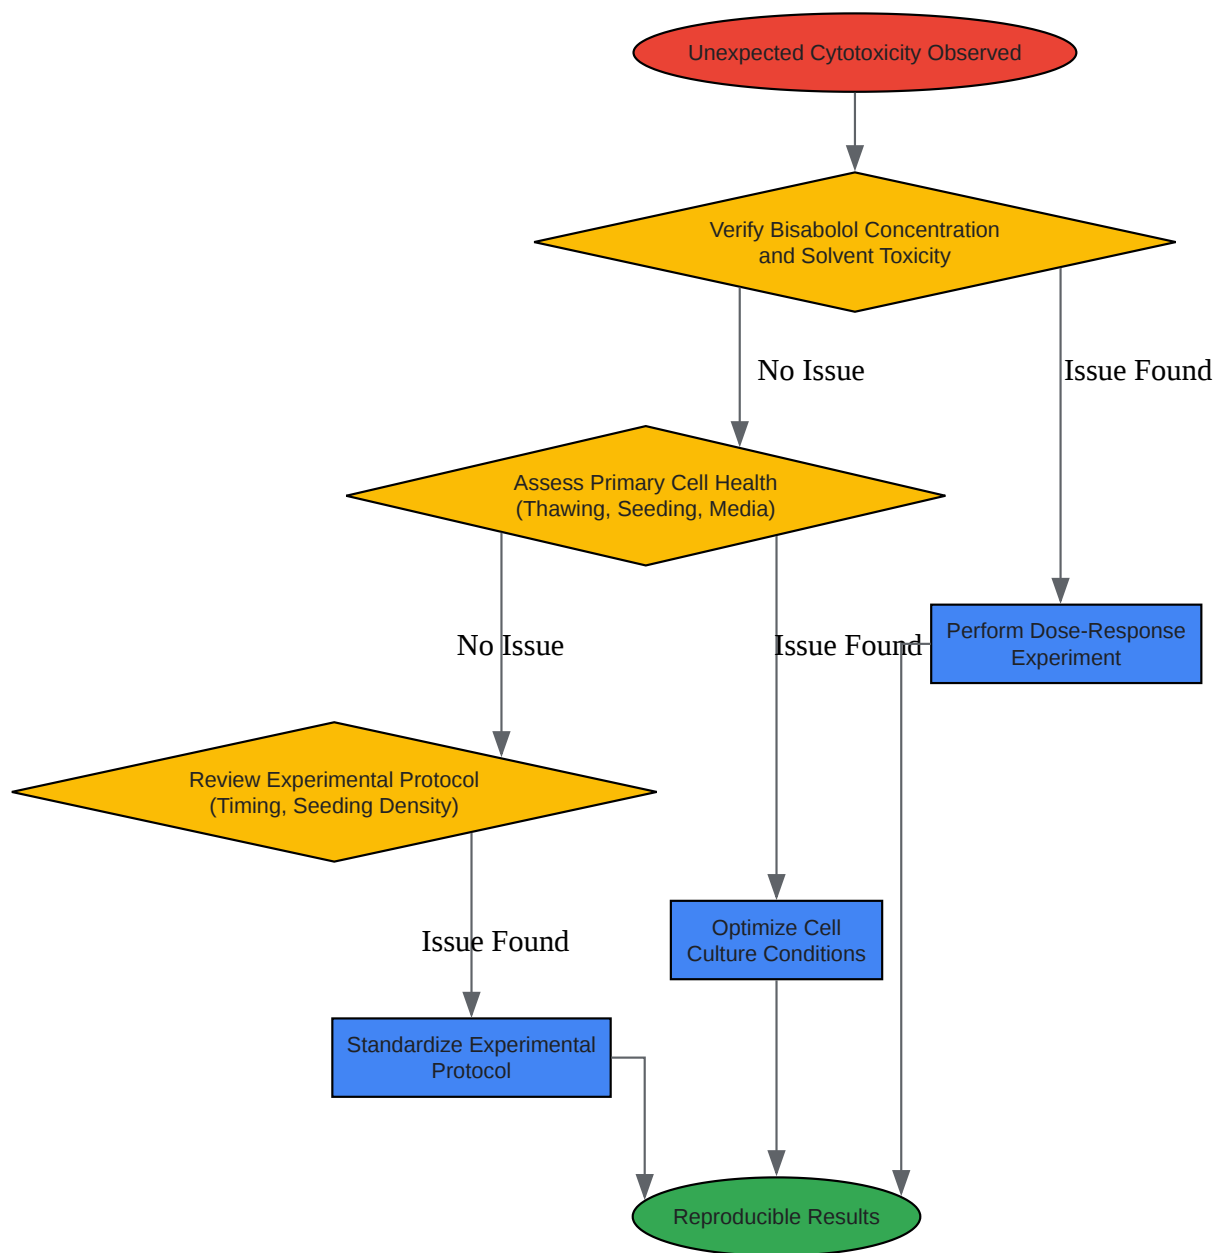 Unexpected Cytotoxicity Observed
Verify Bisabolol Concentration
and Solvent Toxicity
No Issue
Issue Found
Assess Primary Cell Health
(Thawing, Seeding, Media)
No Issue
Issue Found
Perform Dose-Response
Experiment
Review Experimental Protocol
(Timing, Seeding Density)
Issue Found
Optimize Cell
Culture Conditions
Standardize Experimental
Protocol
Reproducible Results